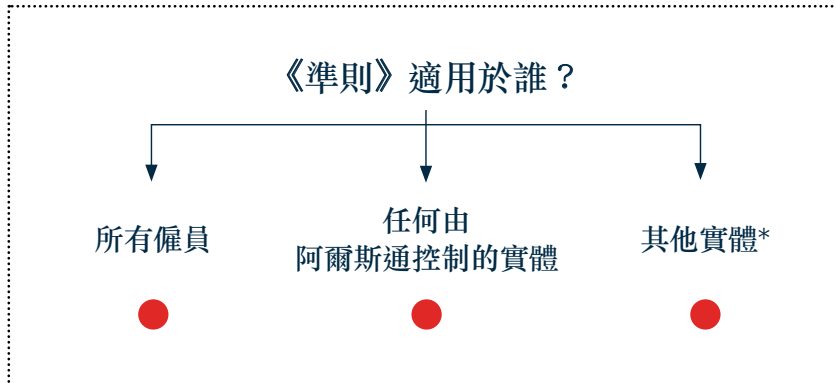 《準則》適用於誰？
所有僱員
任何由
阿爾斯通控制的實體
其他實體*